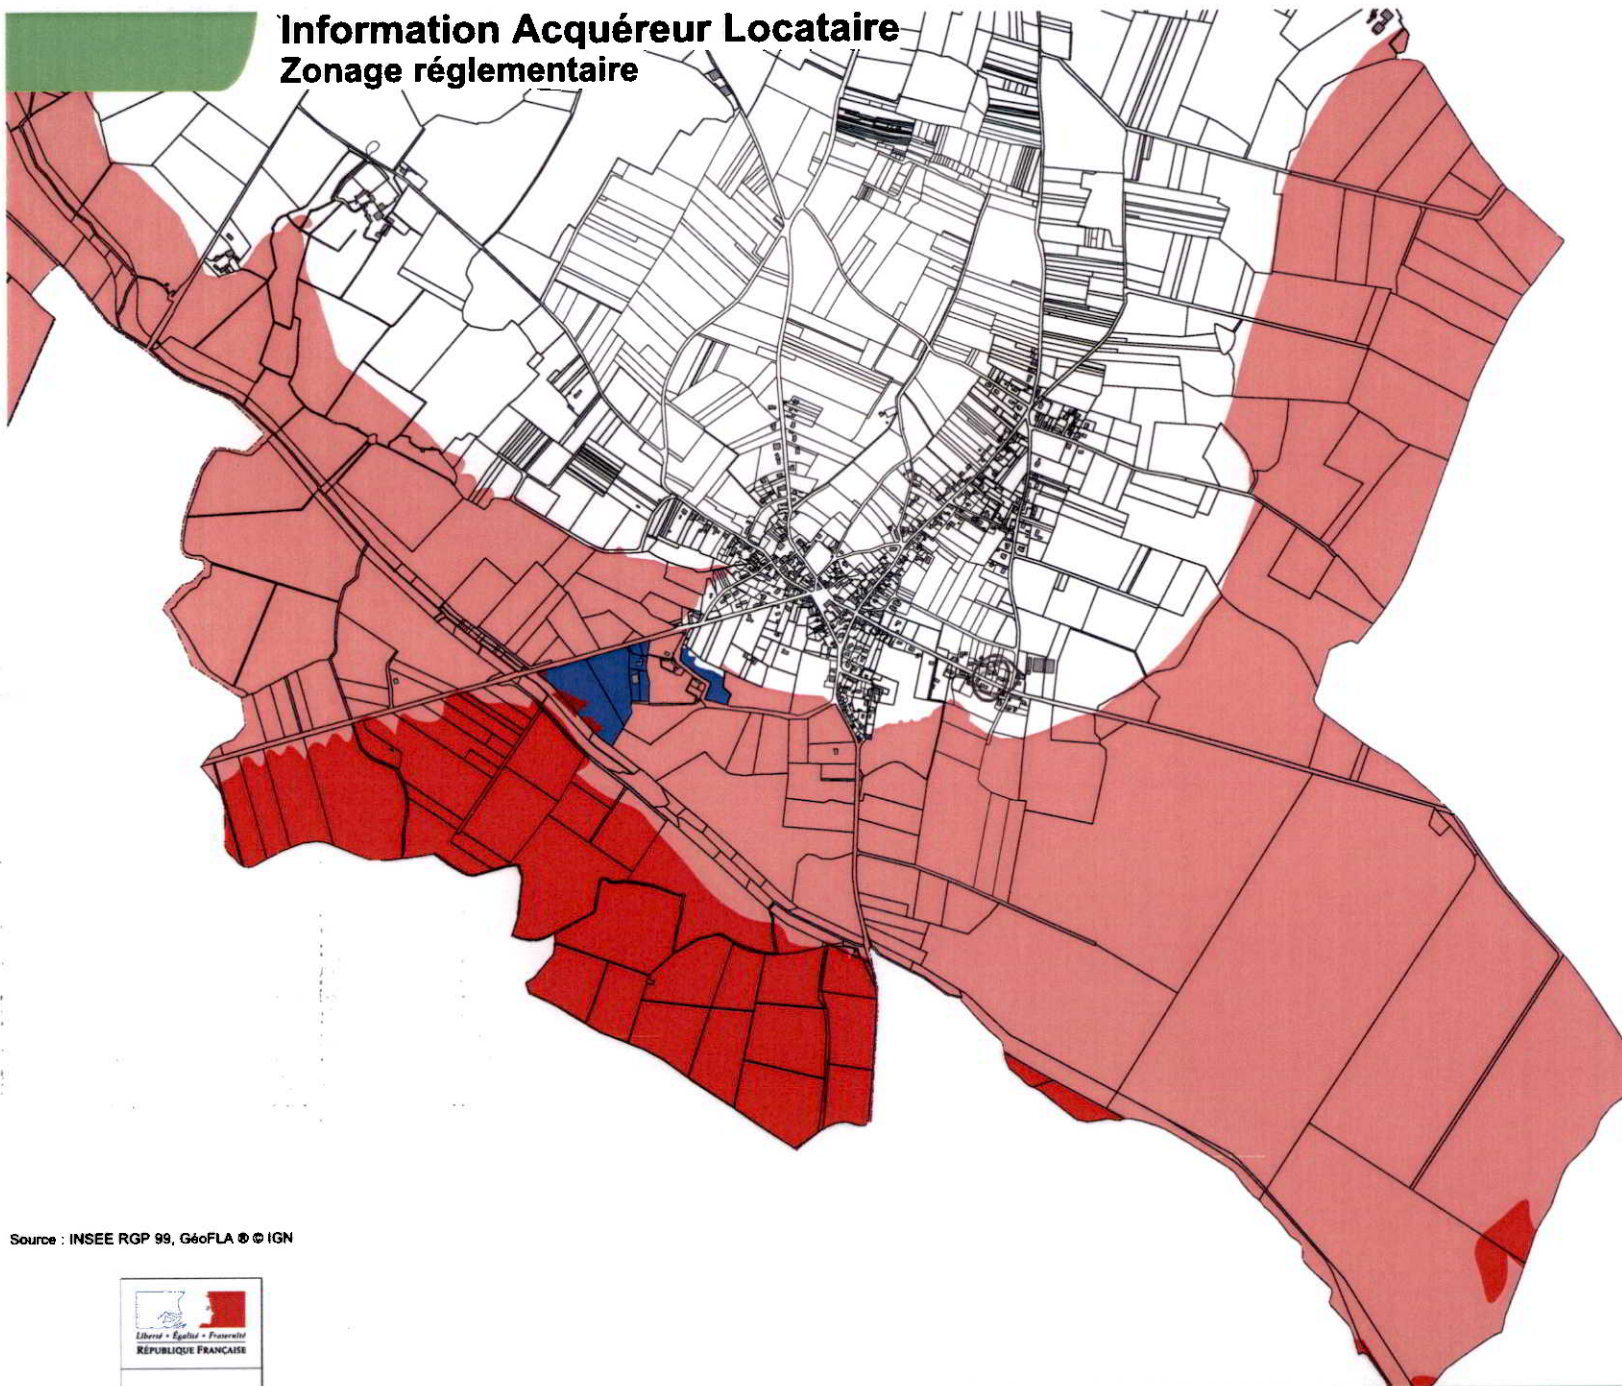 Information Acquéreur Locataire
Zonage réglementaire
Source : INSEE RGP 99, GéoFLA ® © IGN
Liberté • Égalité • Fraternité
RÉPUBLIQUE FRANÇAISE